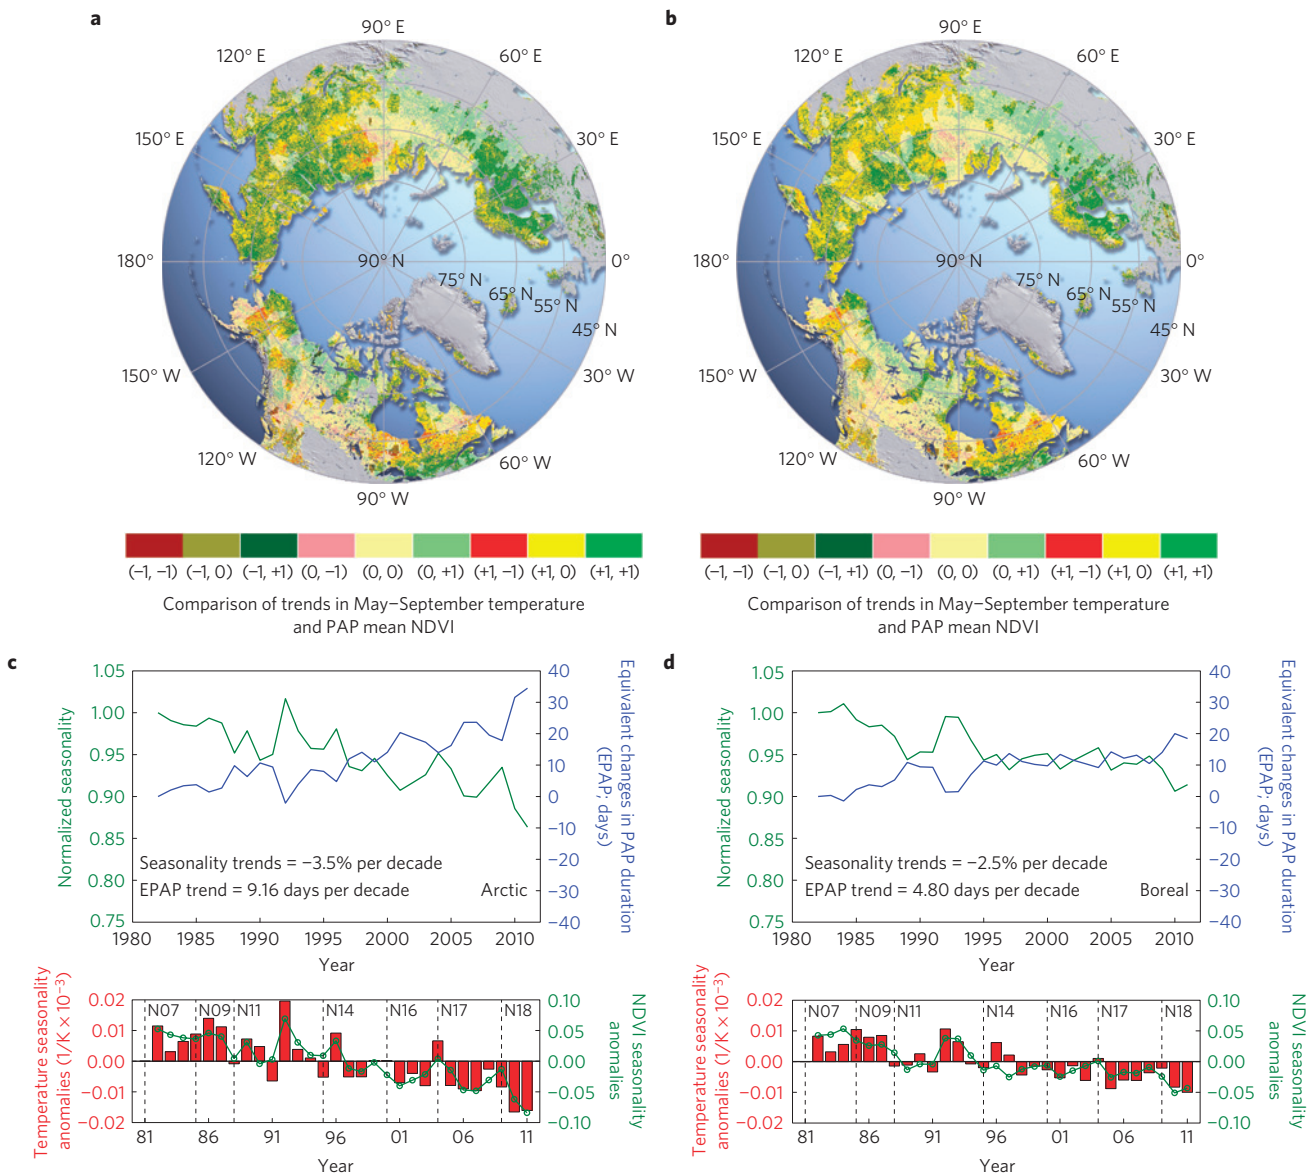 a
90° E
120° E
60° E
150° E
30° E
180°
90° N
0°
75° N
65° N
55° N
45° N
150° W
30° W
120° W
60° W
90° W
(−1, −1) (−1, 0) (−1, +1) (0, −1) (0, 0) (0, +1) (+1, −1) (+1, 0) (+1, +1)
Comparison of trends in May−September temperature
and PAP mean NDVI
b
90° E
120° E
60° E
150° E
30° E
180°
90° N
0°
75° N
65° N
55° N
45° N
150° W
30° W
120° W
60° W
90° W
(−1, −1) (−1, 0) (−1, +1) (0, −1) (0, 0) (0, +1) (+1, −1) (+1, 0) (+1, +1)
Comparison of trends in May−September temperature
and PAP mean NDVI
c
Normalized seasonality
1.05
1.00
0.95
0.90
0.85
0.80
0.75
40
30
20
10
0
−10
−20
−30
−40
Equivalent changes in PAP duration
(EPAP; days)
Seasonality trends = −3.5% per decade
EPAP trend = 9.16 days per decade
Arctic
1980 1985 1990 1995 2000 2005 2010
Year
Temperature seasonality
anomalies (1/K × 10⁻³)
0.02
0.01
0.00
−0.01
−0.02
N07 N09 N11 N14 N16 N17 N18
0.10
0.05
0.00
−0.05
−0.10
NDVI seasonality
anomalies
81 86 91 96 01 06 11
Year
d
Normalized seasonality
1.05
1.00
0.95
0.90
0.85
0.80
0.75
40
30
20
10
0
−10
−20
−30
−40
Equivalent changes in PAP duration
(EPAP; days)
Seasonality trends = −2.5% per decade
EPAP trend = 4.80 days per decade
Boreal
1980 1985 1990 1995 2000 2005 2010
Year
Temperature seasonality
anomalies (1/K × 10⁻³)
0.02
0.01
0.00
−0.01
−0.02
N07 N09 N11 N14 N16 N17 N18
0.10
0.05
0.00
−0.05
−0.10
NDVI seasonality
anomalies
81 86 91 96 01 06 11
Year